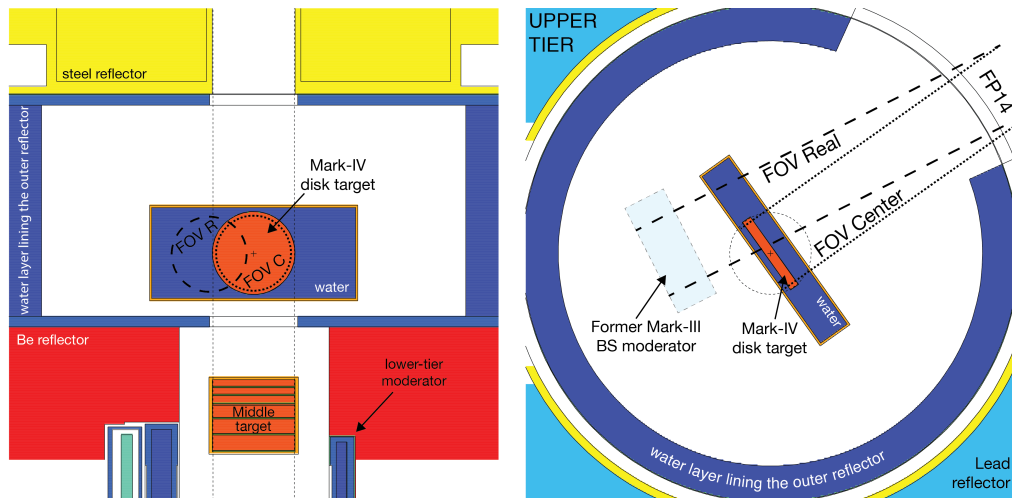 steel reflector
water layer lining the outer reflector
Mark-IV
disk target
FOV R
FOV C
water
Be reflector
lower-tier
moderator
Middle
target
UPPER
TIER
FP14
FOV Real
FOV Center
Former Mark-III
BS moderator
Mark-IV
disk target
water
water layer lining the outer reflector
Lead
reflector